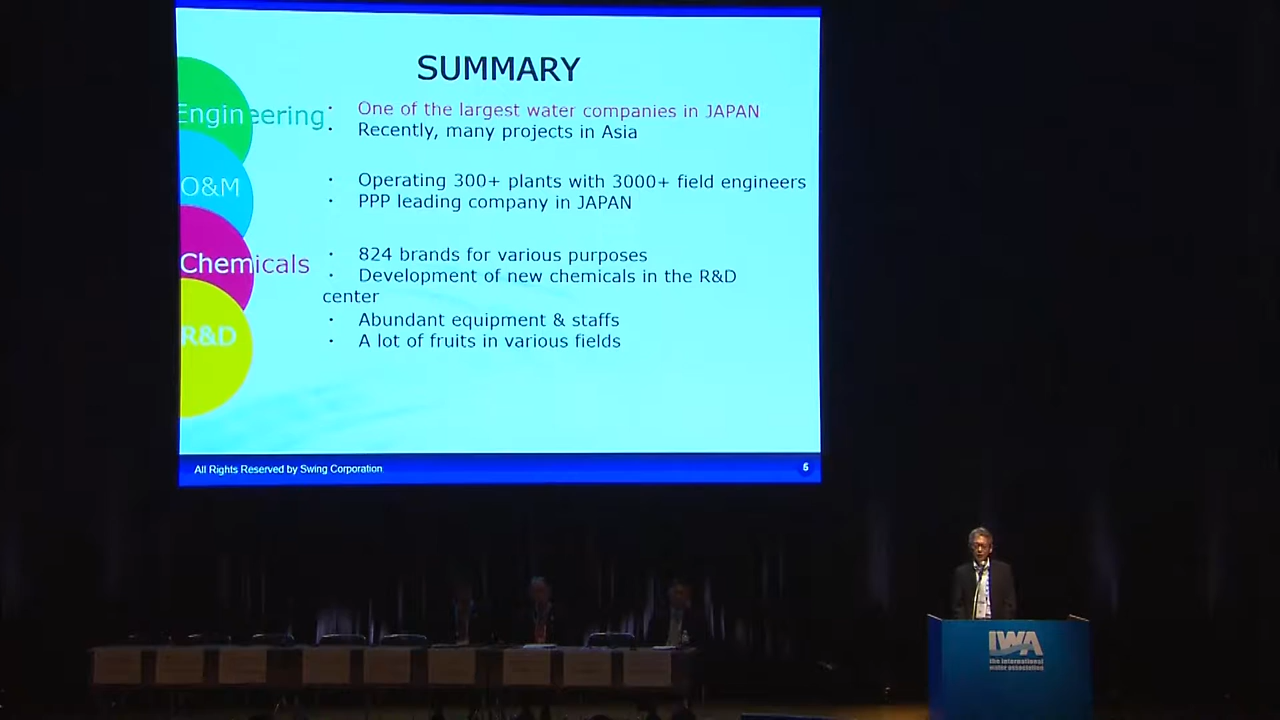 SUMMARY
Engineering
· One of the largest water companies in JAPAN
· Recently, many projects in Asia
O&M
· Operating 300+ plants with 3000+ field engineers
· PPP leading company in JAPAN
Chemicals
· 824 brands for various purposes
· Development of new chemicals in the R&D
center
R&D
· Abundant equipment & staffs
· A lot of fruits in various fields
All Rights Reserved by Swing Corporation
5
IWA
the international
water association